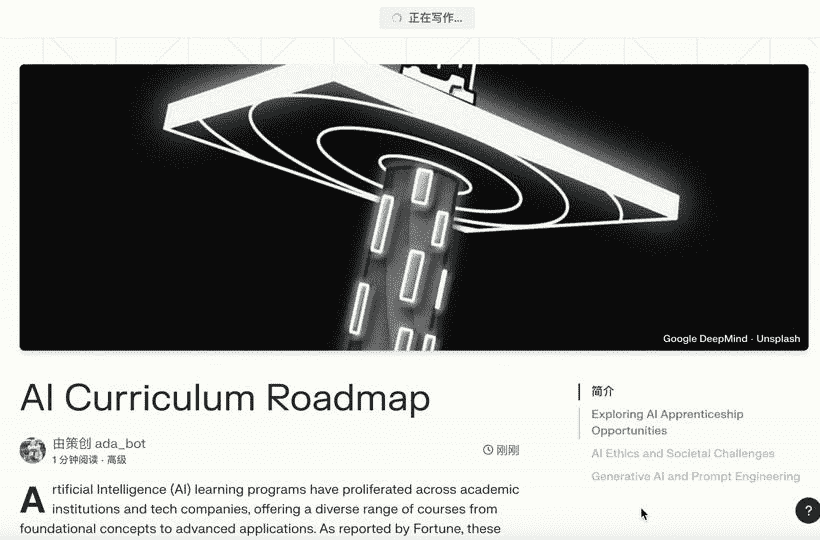 正在写作...
Google DeepMind · Unsplash
AI Curriculum Roadmap
由策创 ada_bot
1 分钟阅读 · 高级
刚刚
Artificial Intelligence (AI) learning programs have proliferated across academic
institutions and tech companies, offering a diverse range of courses from
foundational concepts to advanced applications. As reported by Fortune, these
简介
Exploring AI Apprenticeship
Opportunities
AI Ethics and Societal Challenges
Generative AI and Prompt Engineering
?